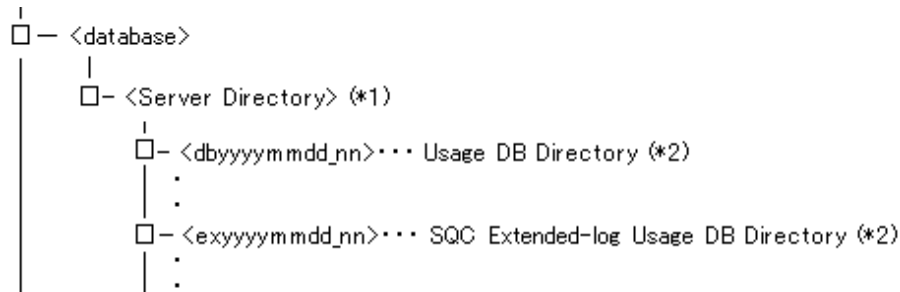 <database>
<Server Directory> (*1)
<dbyyyymmdd_nn>··· Usage DB Directory (*2)
<exyyyymmdd_nn>··· SQC Extended-log Usage DB Directory (*2)